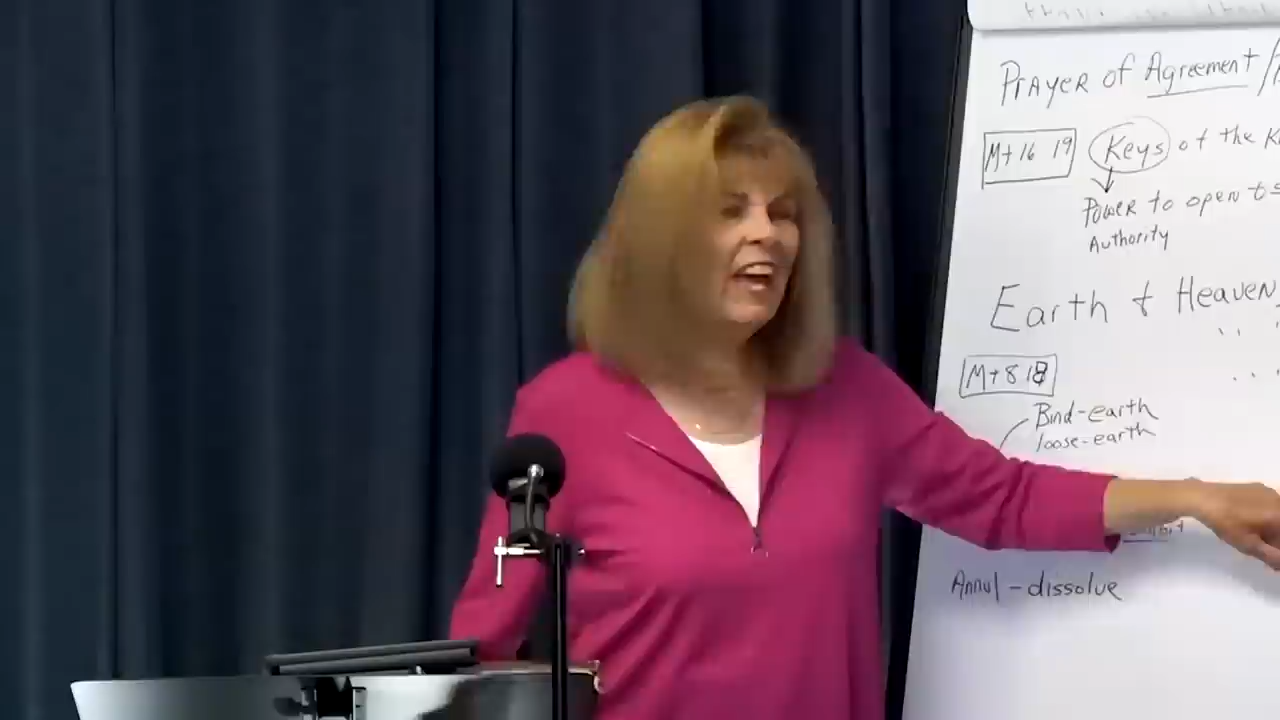 Prayer of Agreement /
Mt 16 19 Keys of the K
Power to open
Authority
Earth & Heaven
Mt 8 18
Bind-earth
loose-earth
Annul - dissolve